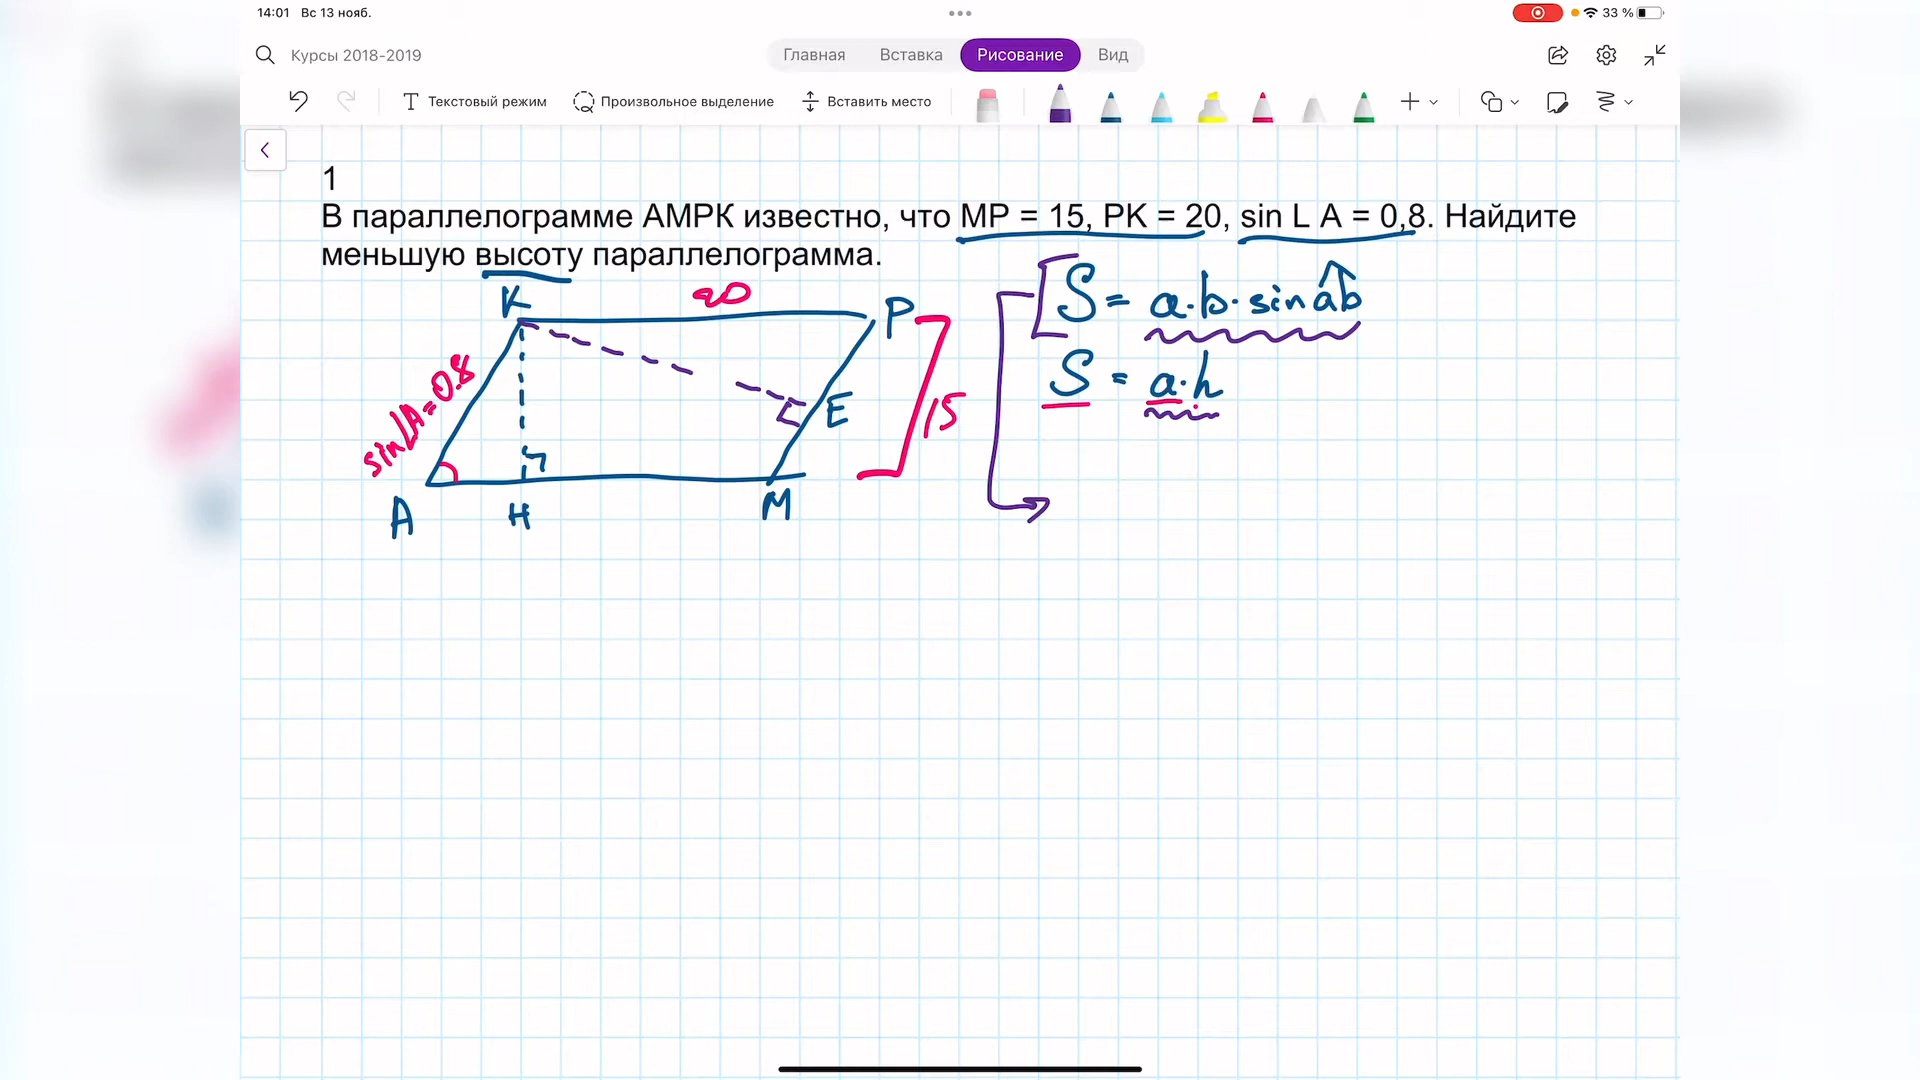 14:01 Вс 13 нояб.
33 %
Курсы 2018-2019
Главная Вставка Рисование Вид
Текстовый режим Произвольное выделение Вставить место
1
В параллелограмме АМРК известно, что МР = 15, РК = 20, sin L A = 0,8. Найдите
меньшую высоту параллелограмма.
K 20 P
S = a·b·sin ab
S = a·h
sin∠A=0.8
E 15
A H M